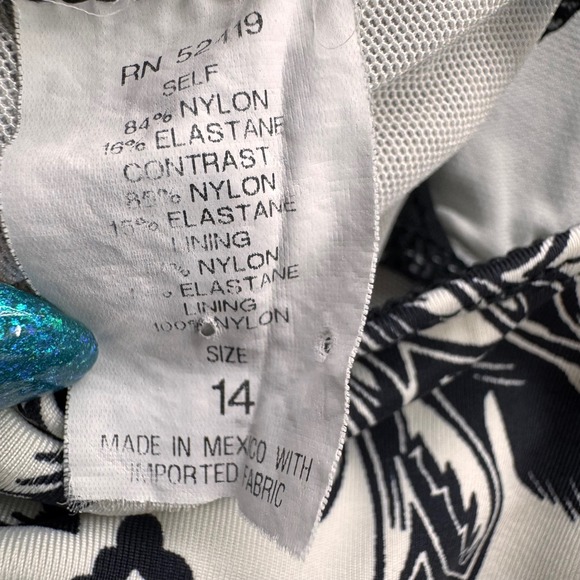 RN 52419
SELF
84% NYLON
16% ELASTANE
CONTRAST
85% NYLON
15% ELASTANE
LINING
NYLON
ELASTANE
LINING
100% NYLON
SIZE
14
MADE IN MEXICO WITH
IMPORTED FABRIC